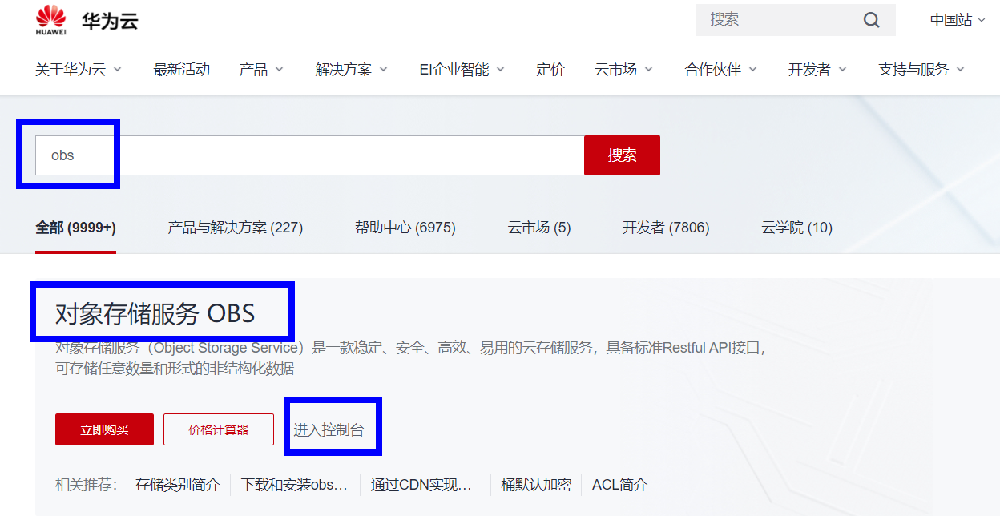 HUAWEI 华为云 搜索 中国站
关于华为云 最新活动 产品 解决方案 EI企业智能 定价 云市场 合作伙伴 开发者 支持与服务
obs 搜索
全部 (9999+) 产品与解决方案 (227) 帮助中心 (6975) 云市场 (5) 开发者 (7806) 云学院 (10)
对象存储服务 OBS
对象存储服务（Object Storage Service）是一款稳定、安全、高效、易用的云存储服务，具备标准Restful API接口，
可存储任意数量和形式的非结构化数据
立即购买 价格计算器 进入控制台
相关推荐： 存储类别简介 下载和安装obs… 通过CDN实现… 桶默认加密 ACL简介